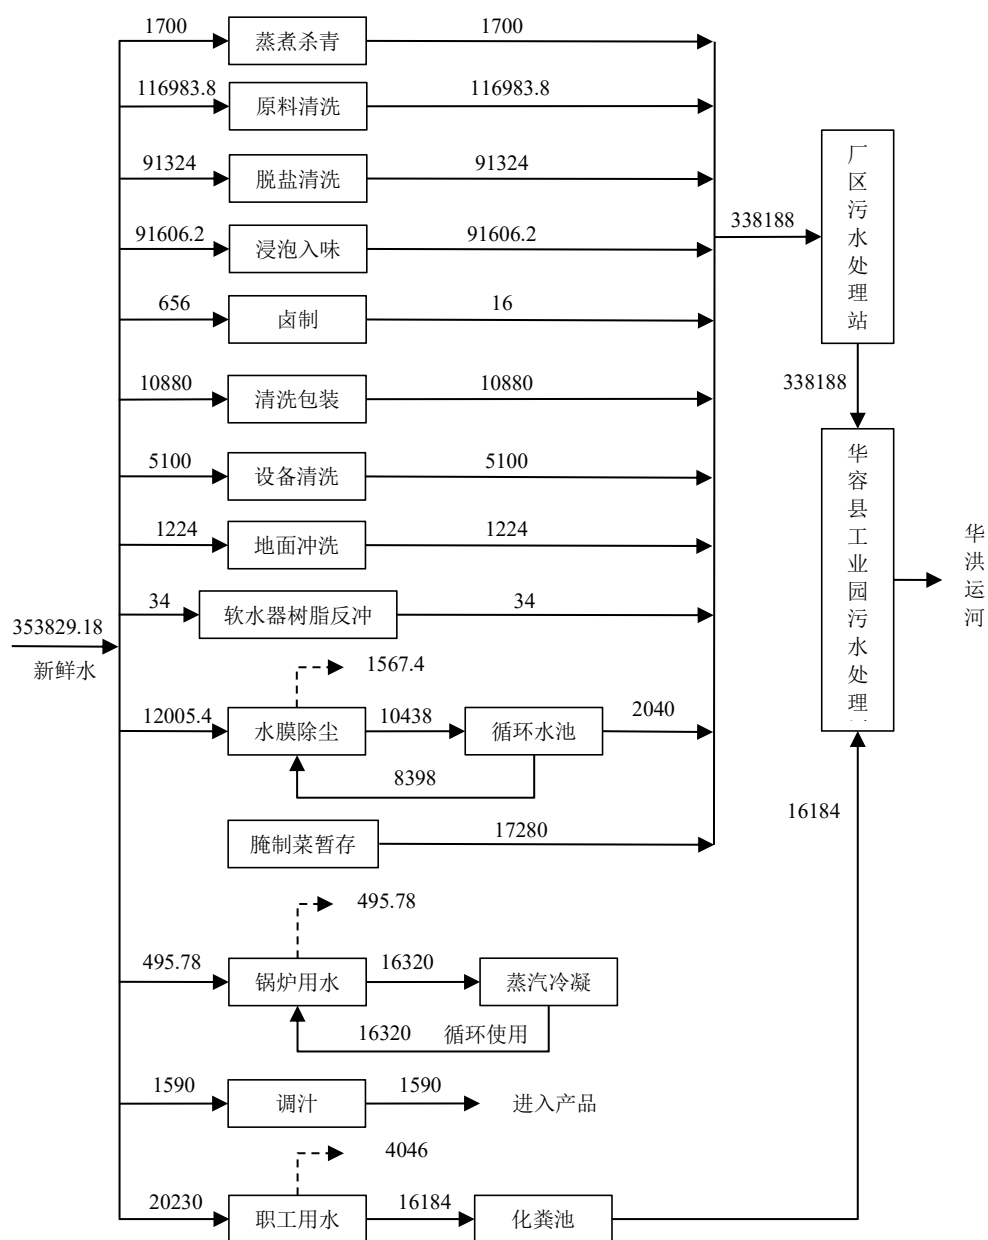 1700
蒸煮杀青
1700
116983.8
原料清洗
116983.8
91324
脱盐清洗
91324
91606.2
浸泡入味
91606.2
338188
厂区污水处理站
656
卤制
16
338188
10880
清洗包装
10880
5100
设备清洗
5100
1224
地面冲洗
1224
华容县工业园污水处理
华洪运河
34
软水器树脂反冲
34
353829.18
新鲜水
1567.4
12005.4
水膜除尘
10438
循环水池
2040
8398
16184
腌制菜暂存
17280
495.78
495.78
锅炉用水
16320
蒸汽冷凝
16320 循环使用
1590
调汁
1590
进入产品
4046
20230
职工用水
16184
化粪池